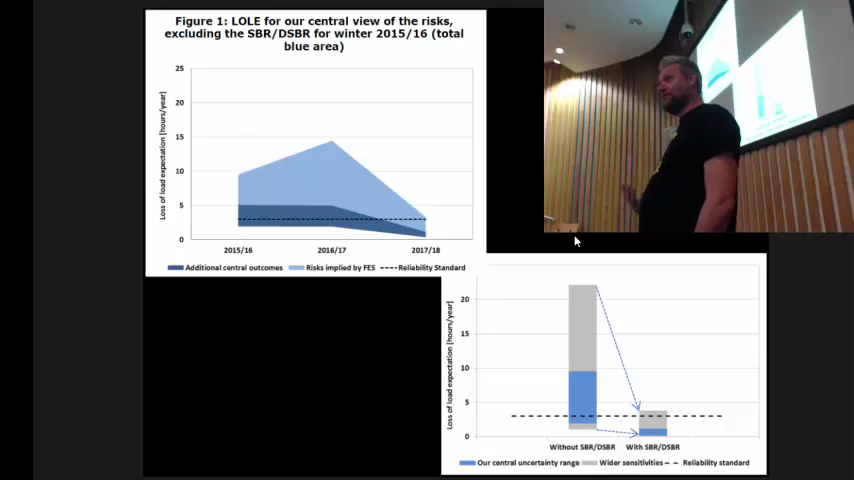 Figure 1: LOLE for our central view of the risks,
excluding the SBR/DSBR for winter 2015/16 (total
blue area)
Loss of load expectation [hours/year]
25
20
15
10
5
0
2015/16 2016/17 2017/18
Additional central outcomes Risks implied by FES Reliability Standard
Loss of load expectation [hours/year]
20
15
10
5
0
Without SBR/DSBR With SBR/DSBR
Our central uncertainty range Wider sensitivities Reliability standard